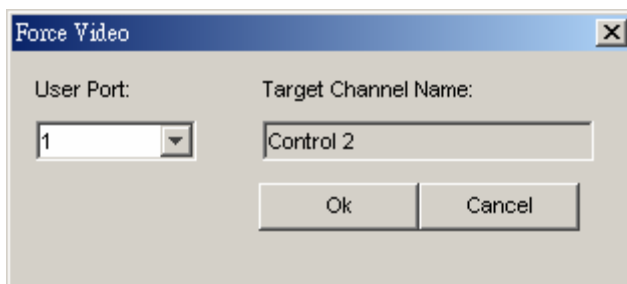 Force Video
User Port: Target Channel Name:
1 Control 2
Ok Cancel